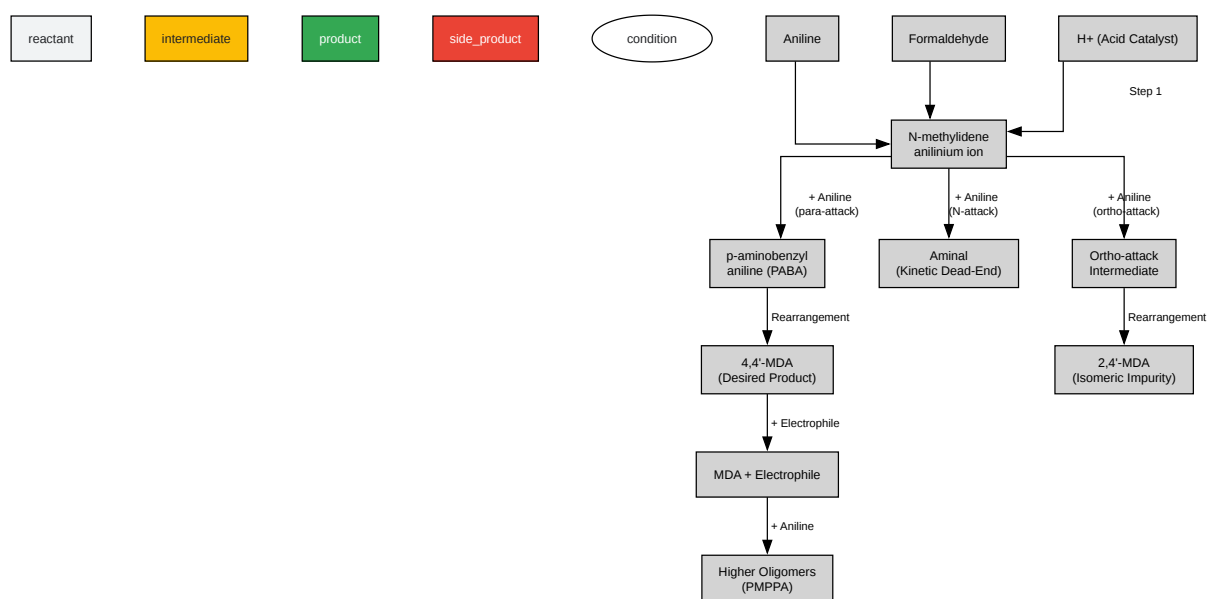 reactant
intermediate
product
side_product
condition
Aniline
Formaldehyde
H+ (Acid Catalyst)
Step 1
N-methylidene
anilinium ion
+ Aniline
(para-attack)
+ Aniline
(N-attack)
+ Aniline
(ortho-attack)
p-aminobenzyl
aniline (PABA)
Aminal
(Kinetic Dead-End)
Ortho-attack
Intermediate
Rearrangement
Rearrangement
4,4'-MDA
(Desired Product)
2,4'-MDA
(Isomeric Impurity)
+ Electrophile
MDA + Electrophile
+ Aniline
Higher Oligomers
(PMPPA)